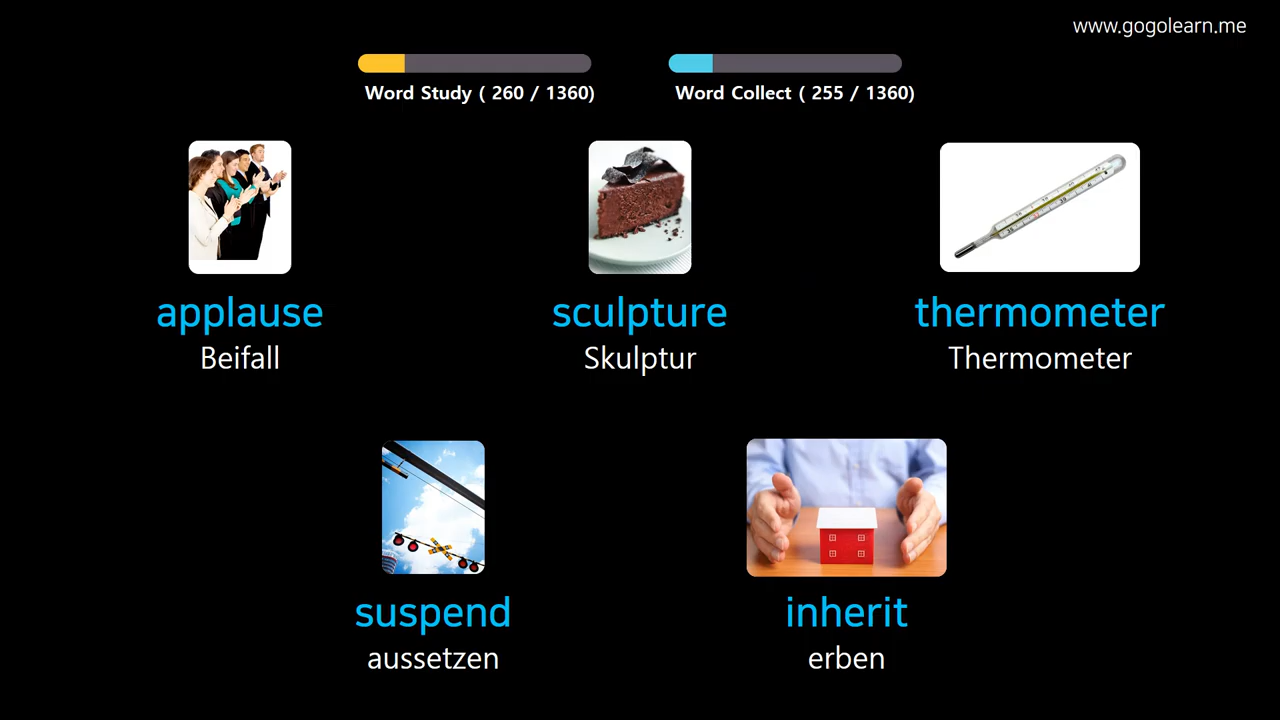 www.gogolearn.me
Word Study ( 260 / 1360)
Word Collect ( 255 / 1360)
applause
Beifall
sculpture
Skulptur
thermometer
Thermometer
suspend
aussetzen
inherit
erben